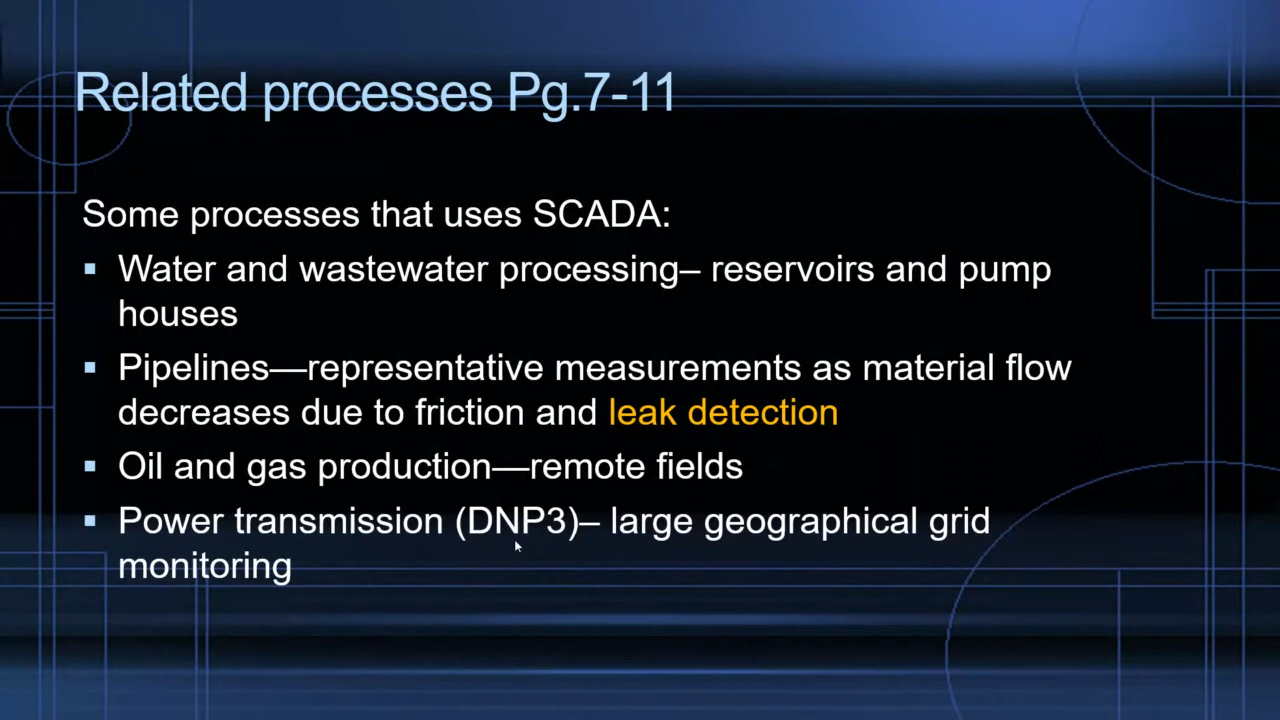 Related processes Pg.7-11
Some processes that uses SCADA:
▪ Water and wastewater processing– reservoirs and pump
houses
▪ Pipelines—representative measurements as material flow
decreases due to friction and leak detection
▪ Oil and gas production—remote fields
▪ Power transmission (DNP3)– large geographical grid
monitoring